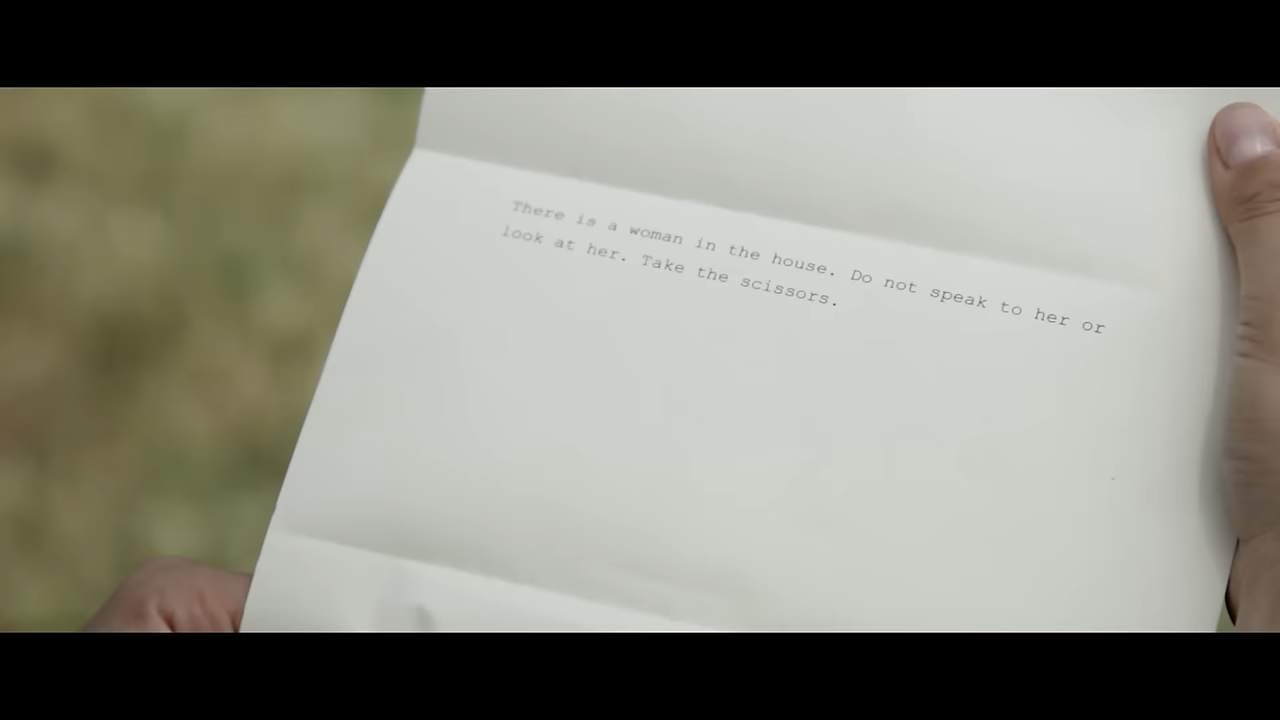 There is a woman in the house. Do not speak to her or
look at her. Take the scissors.